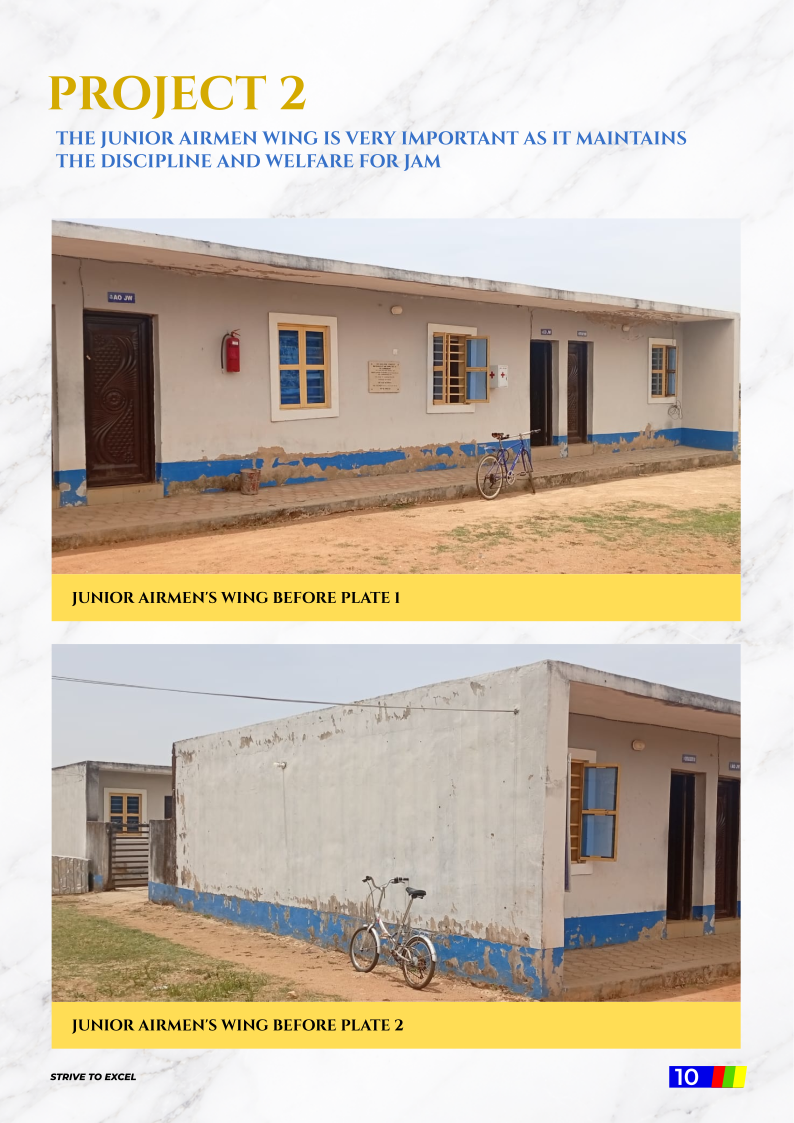 PROJECT 2
THE JUNIOR AIRMEN WING IS VERY IMPORTANT AS IT MAINTAINS
THE DISCIPLINE AND WELFARE FOR JAM
AO JW
JUNIOR AIRMEN'S WING BEFORE PLATE 1
JUNIOR AIRMEN'S WING BEFORE PLATE 2
STRIVE TO EXCEL
10